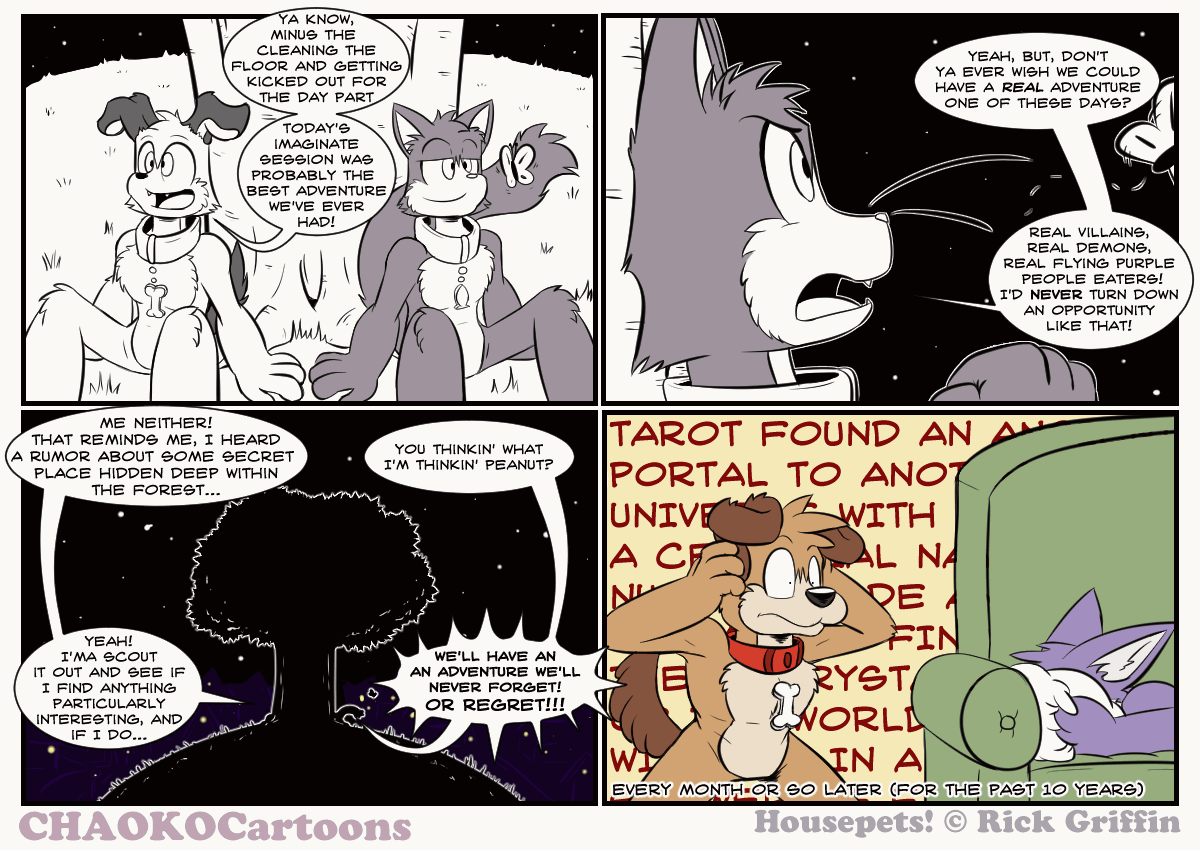 YA KNOW,
MINUS THE
CLEANING THE
FLOOR AND GETTING
KICKED OUT FOR
THE DAY PART
TODAY'S
IMAGINATE
SESSION WAS
PROBABLY THE
BEST ADVENTURE
WE'VE EVER
HAD!
YEAH, BUT, DON'T
YA EVER WISH WE COULD
HAVE A REAL ADVENTURE
ONE OF THESE DAYS?
REAL VILLAINS,
REAL DEMONS,
REAL FLYING PURPLE
PEOPLE EATERS!
I'D NEVER TURN DOWN
AN OPPORTUNITY
LIKE THAT!
ME NEITHER!
THAT REMINDS ME, I HEARD
A RUMOR ABOUT SOME SECRET
PLACE HIDDEN DEEP WITHIN
THE FOREST...
YOU THINKIN' WHAT
I'M THINKIN' PEANUT?
YEAH!
I'MA SCOUT
IT OUT AND SEE IF
I FIND ANYTHING
PARTICULARLY
INTERESTING, AND
IF I DO...
WE'LL HAVE AN
AN ADVENTURE WE'LL
NEVER FORGET!
OR REGRET!!!
TAROT FOUND AN
PORTAL TO
WITH
A
WORLD
IN A
EVERY MONTH OR SO LATER (FOR THE PAST 10 YEARS)
CHAOKOCartoons
Housepets! © Rick Griffin